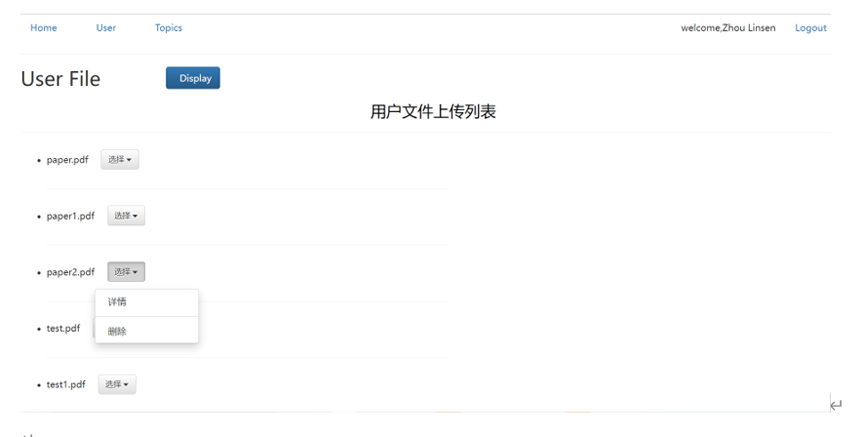 Home User Topics welcome,Zhou Linsen Logout
User File Display
用户文件上传列表
paper.pdf 选择
paper1.pdf 选择
paper2.pdf 选择
详情
test.pdf 删除
test1.pdf 选择